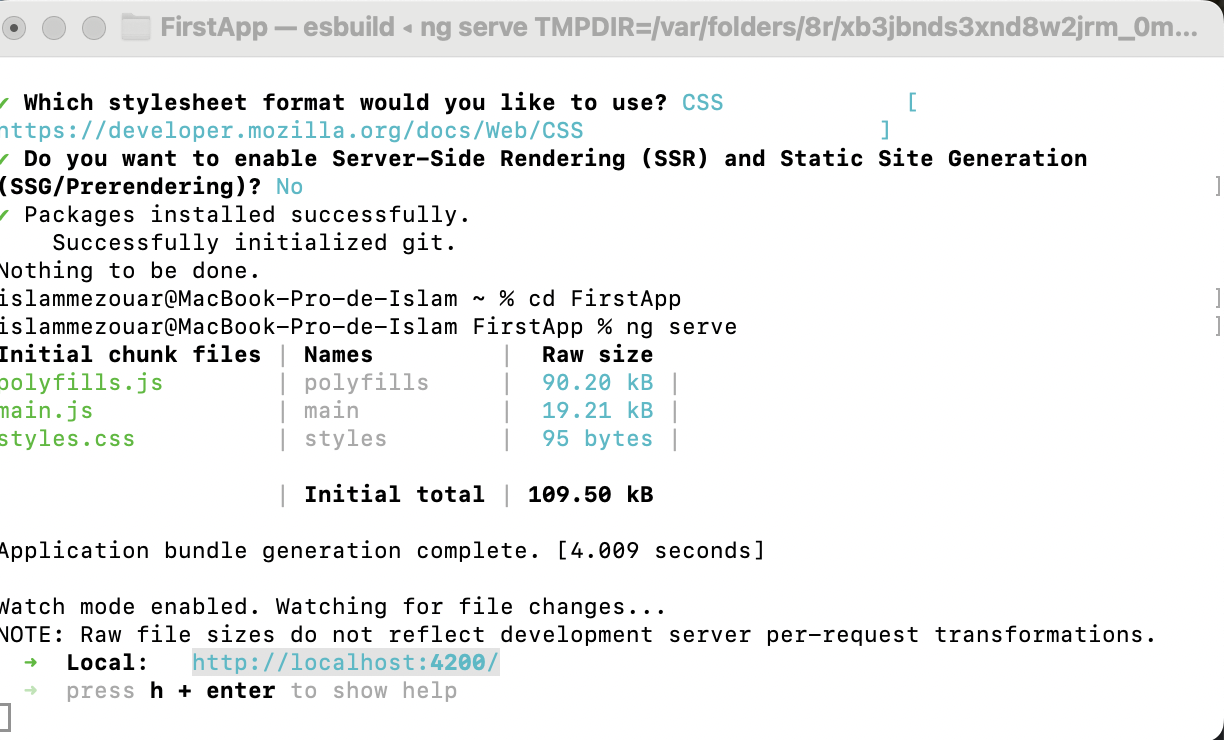 FirstApp — esbuild ◂ ng serve TMPDIR=/var/folders/8r/xb3jbnds3xnd8w2jrm_0m...
✔ Which stylesheet format would you like to use? CSS [
https://developer.mozilla.org/docs/Web/CSS ]
✔ Do you want to enable Server-Side Rendering (SSR) and Static Site Generation
(SSG/Prerendering)? No ]
✔ Packages installed successfully.
Successfully initialized git.
Nothing to be done.
islammezouar@MacBook-Pro-de-Islam ~ % cd FirstApp ]
islammezouar@MacBook-Pro-de-Islam FirstApp % ng serve ]
Initial chunk files | Names | Raw size
polyfills.js | polyfills | 90.20 kB |
main.js | main | 19.21 kB |
styles.css | styles | 95 bytes |
| Initial total | 109.50 kB
Application bundle generation complete. [4.009 seconds]
Watch mode enabled. Watching for file changes...
NOTE: Raw file sizes do not reflect development server per-request transformations.
➜ Local: http://localhost:4200/
➜ press h + enter to show help